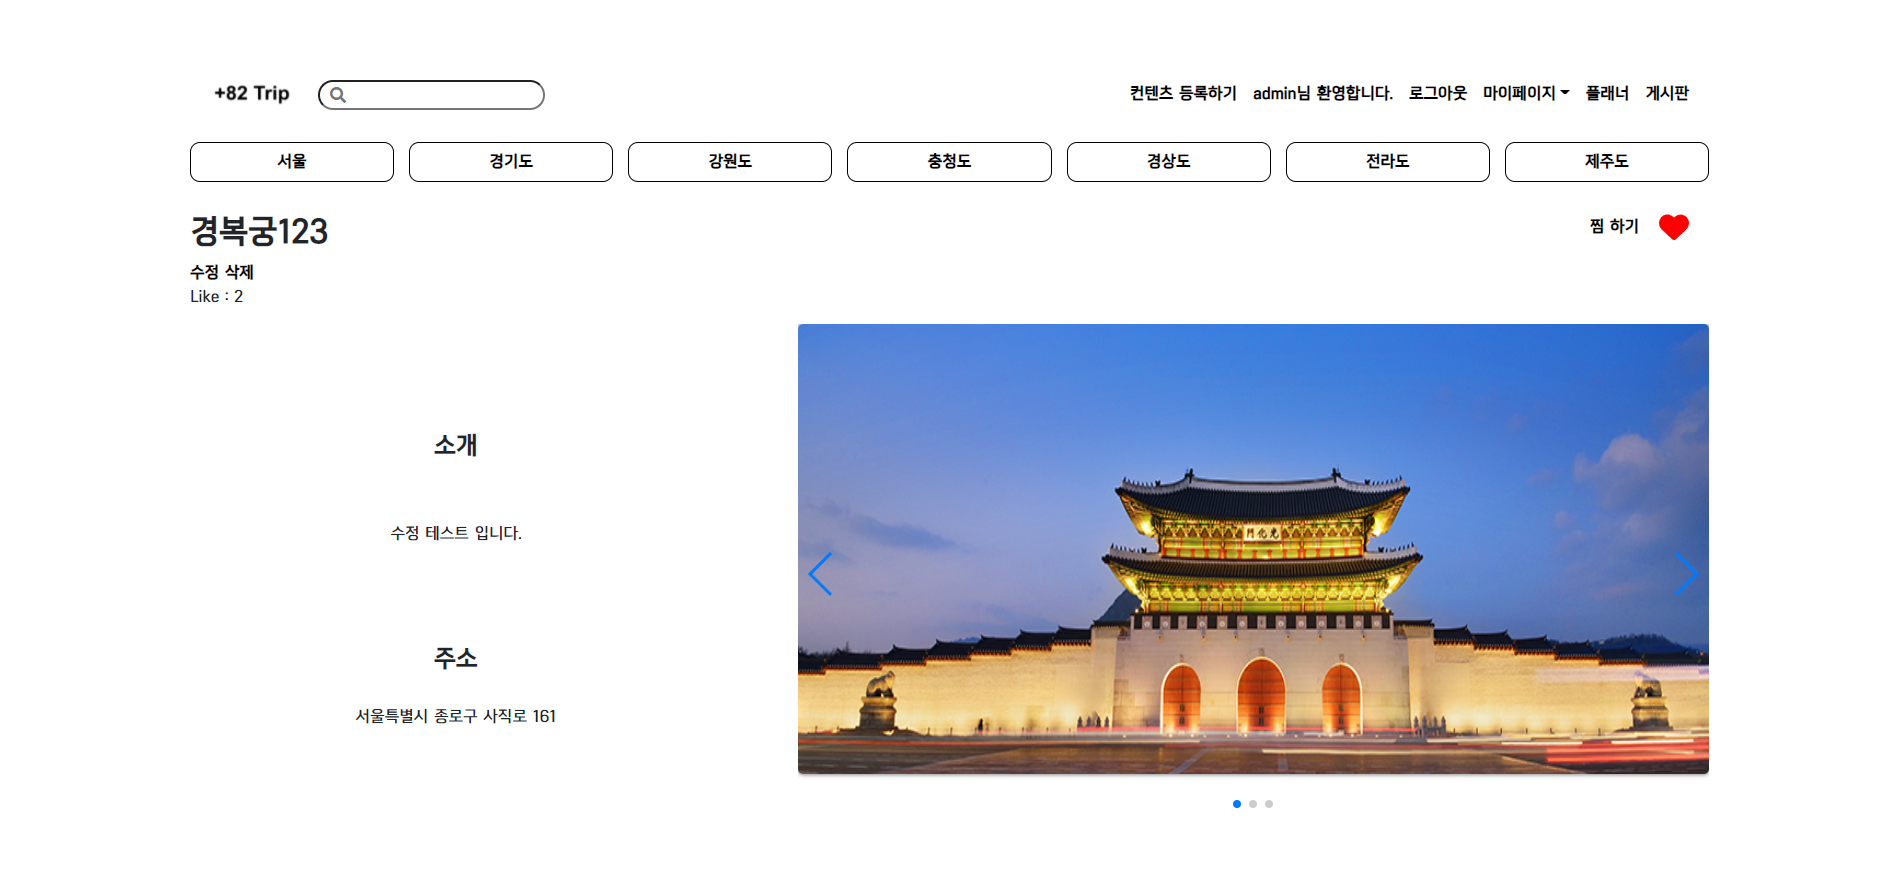 +82 Trip
컨텐츠 등록하기 admin님 환영합니다. 로그아웃 마이페이지 플래너 게시판
서울 경기도 강원도 충청도 경상도 전라도 제주도
경복궁123
찜 하기
수정 삭제
Like : 2
소개
수정 테스트 입니다.
주소
서울특별시 종로구 사직로 161
門化光